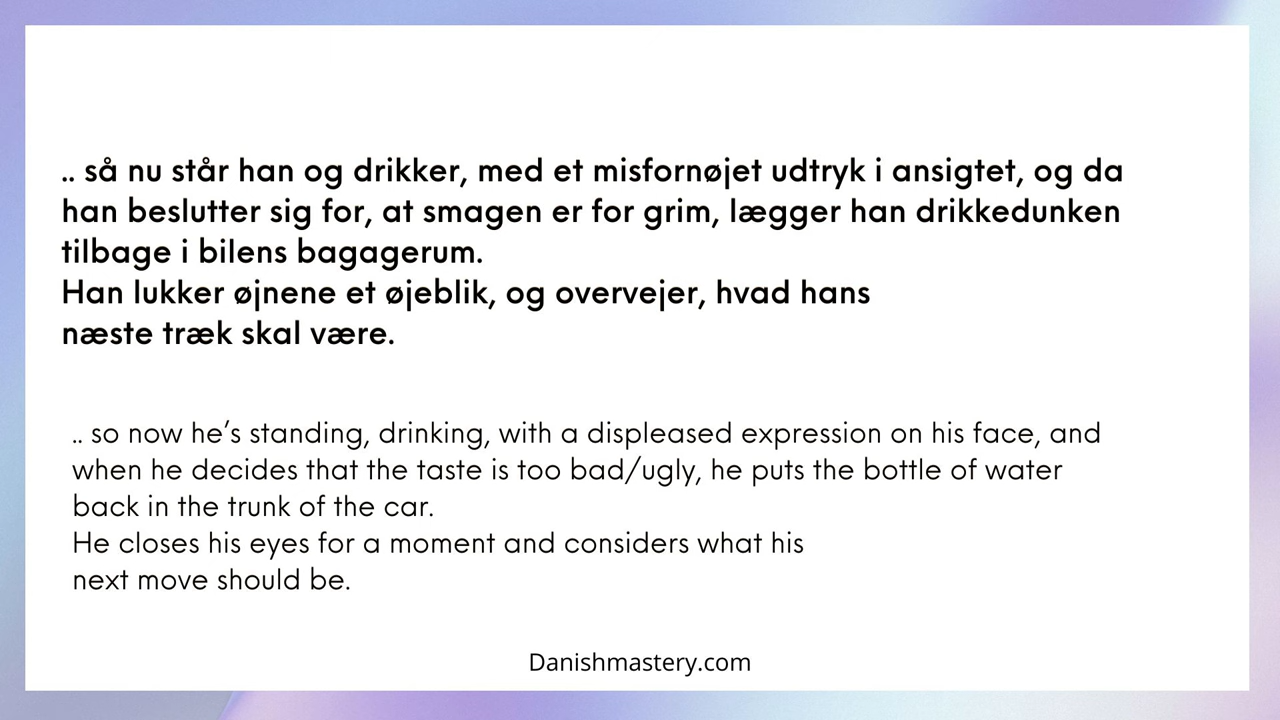 .. så nu står han og drikker, med et misfornøjet udtryk i ansigtet, og da
han beslutter sig for, at smagen er for grim, lægger han drikkedunken
tilbage i bilens bagagerum.
Han lukker øjnene et øjeblik, og overvejer, hvad hans
næste træk skal være.
.. so now he’s standing, drinking, with a displeased expression on his face, and
when he decides that the taste is too bad/ugly, he puts the bottle of water
back in the trunk of the car.
He closes his eyes for a moment and considers what his
next move should be.
Danishmastery.com